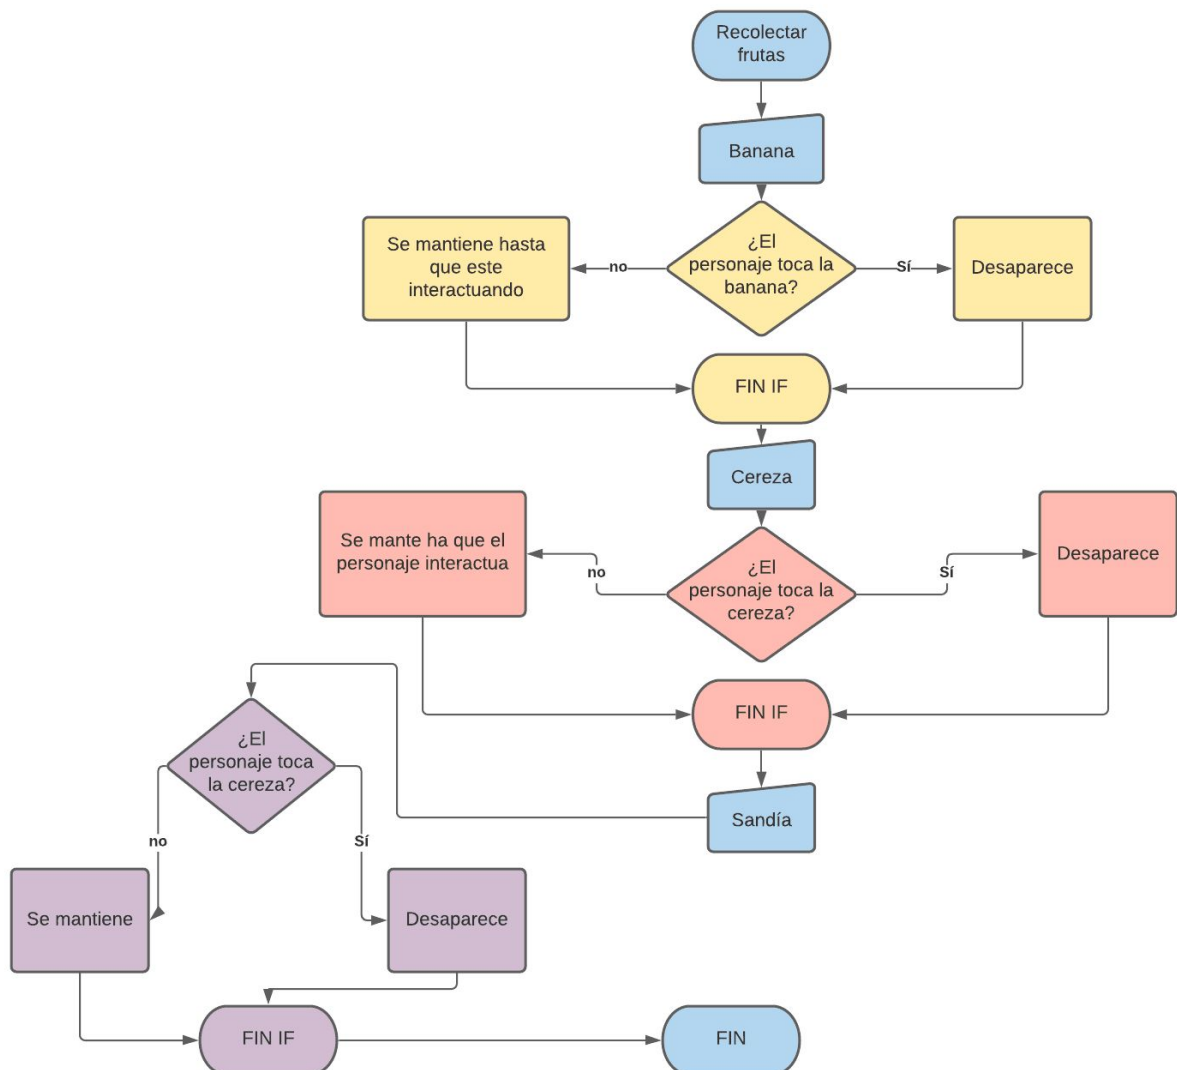 Recolectar
frutas
Banana
Se mantiene hasta
que este
interactuando
no
¿El
personaje toca la
banana?
Sí
Desaparece
FIN IF
Cereza
Se mante ha que el
personaje interactua
no
¿El
personaje toca la
cereza?
Sí
Desaparece
FIN IF
Sandía
¿El
personaje toca
la cereza?
no
Sí
Se mantiene
Desaparece
FIN IF
FIN